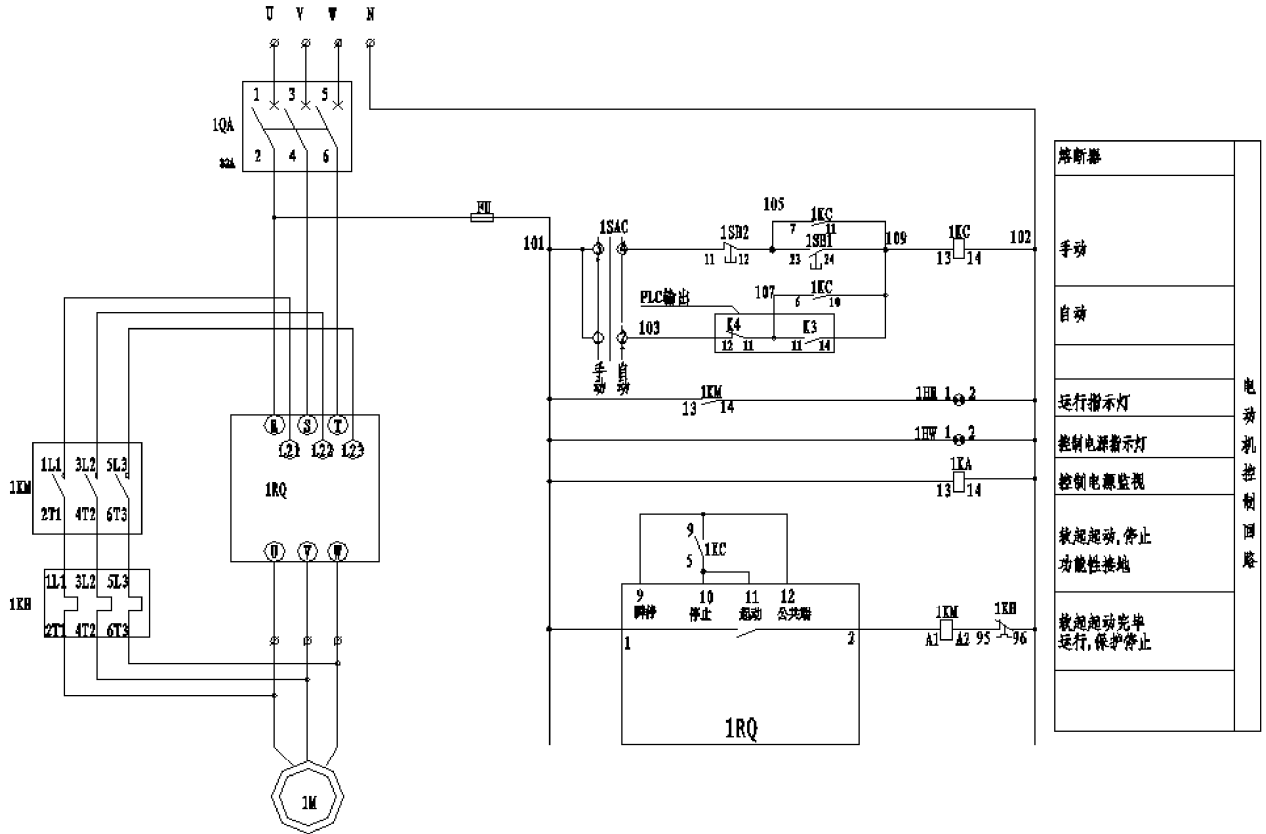 U V W N
1 3 5
1QA
32A
2 4 6
FU
熔断器
101
1SAC
3 4
1SB2
11 12
105
1KC
7 11
1SB1
23 24
109
1KC
13 14
102
手动
PLC输出
107
1KC
6 10
自动
103
1 2
K4
12 11
K3
11 14
手动
自动
1KM
13 14
1HR 1 2
运行指示灯
1HW 1 2
控制电源指示灯
1KA
13 14
控制电源监视
R S T
L21 L22 L23
1RQ
U V W
1KM
1L1 3L2 5L3
2T1 4T2 6T3
1KH
1L1 3L2 5L3
2T1 4T2 6T3
1M
9
1KC
5
软起起动,停止
功能性接地
9 10 11 12
瞬停 停止 起动 公共端
1 2
1KM
A1 A2
1KH
95 96
软起起动完毕
运行,保护停止
1RQ
电动机控制回路